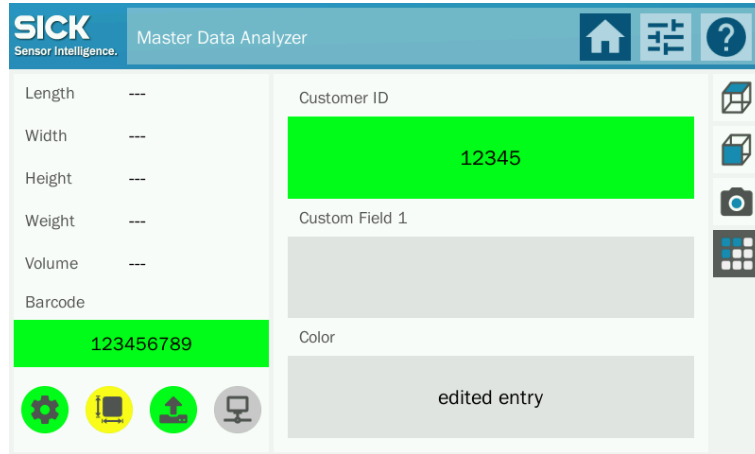 SICK
Sensor Intelligence.
Master Data Analyzer
?
Length ---
Width ---
Height ---
Weight ---
Volume ---
Barcode
123456789
Customer ID
12345
Custom Field 1
Color
edited entry